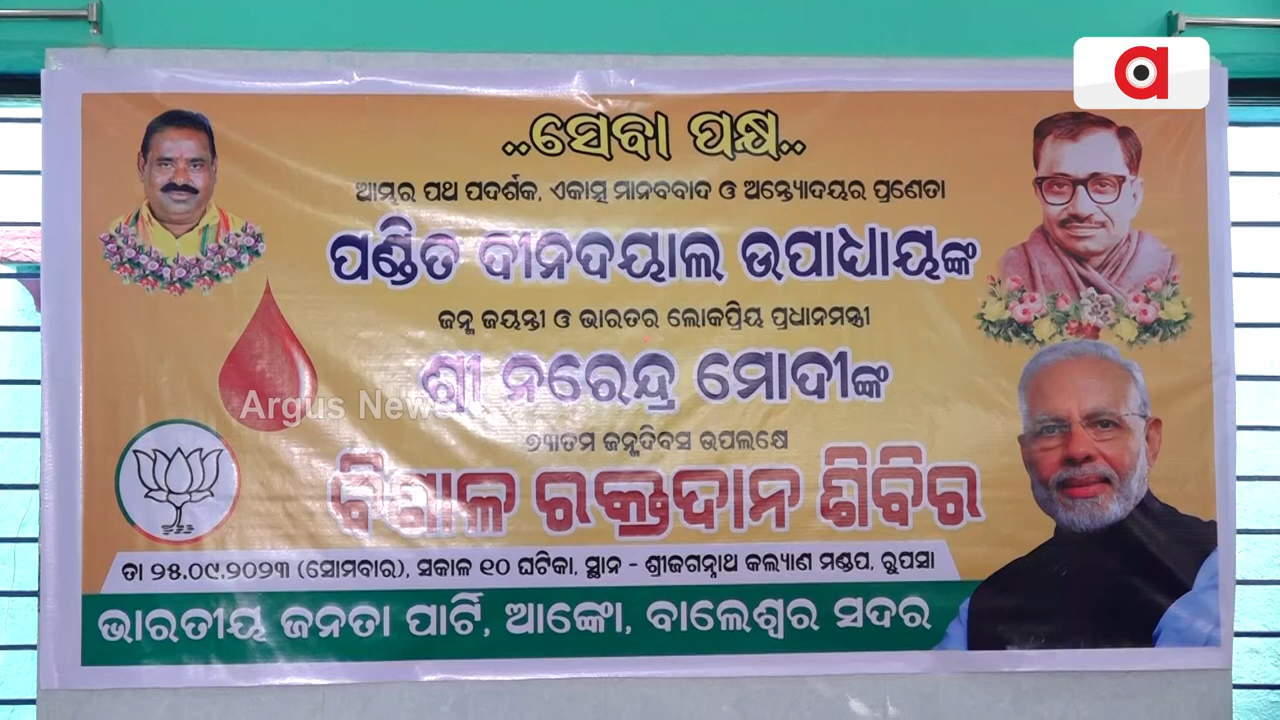 ..ସେବା ପକ୍ଷ..
ଆମ୍ଭର ପଥ ପଦର୍ଶକ, ଏକାତ୍ମ ମାନବବାଦ ଓ ଅନ୍ତ୍ୟୋଦୟର ପ୍ରଣେତା
ପଣ୍ଡିତ ଦୀନଦୟାଲ ଉପାଧ୍ୟାୟଙ୍କ
ଜନ୍ମ ଜୟନ୍ତୀ ଓ ଭାରତର ଲୋକପ୍ରିୟ ପ୍ରଧାନମନ୍ତ୍ରୀ
ଶ୍ରୀ ନରେନ୍ଦ୍ର ମୋଦୀଙ୍କ
Argus News
୭୩ତମ ଜନ୍ମଦିବସ ଉପଲକ୍ଷେ
ବିଶାଳ ରକ୍ତଦାନ ଶିବିର
ତା ୨୫.୦୯.୨୦୨୩ (ସୋମବାର), ସକାଳ ୧୦ ଘଟିକା, ସ୍ଥାନ - ଶ୍ରୀଜଗନ୍ନାଥ କଲ୍ୟାଣ ମଣ୍ଡପ, ରୁପସା
ଭାରତୀୟ ଜନତା ପାର୍ଟି, ଆଙ୍କୋ, ବାଲେଶ୍ୱର ସଦର